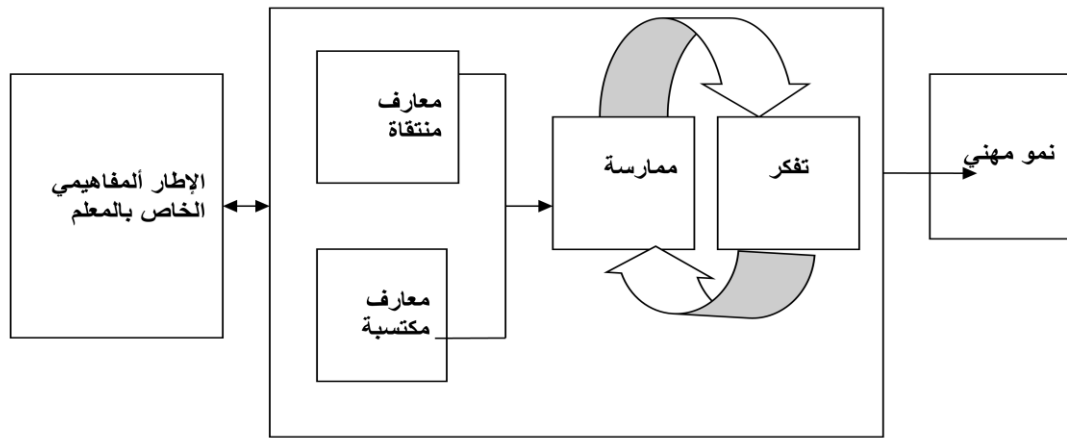 الإطار ألمفاهيمي
الخاص بالمعلم
معارف
منتقاة
معارف
مكتسبة
ممارسة
تفكر
نمو مهني